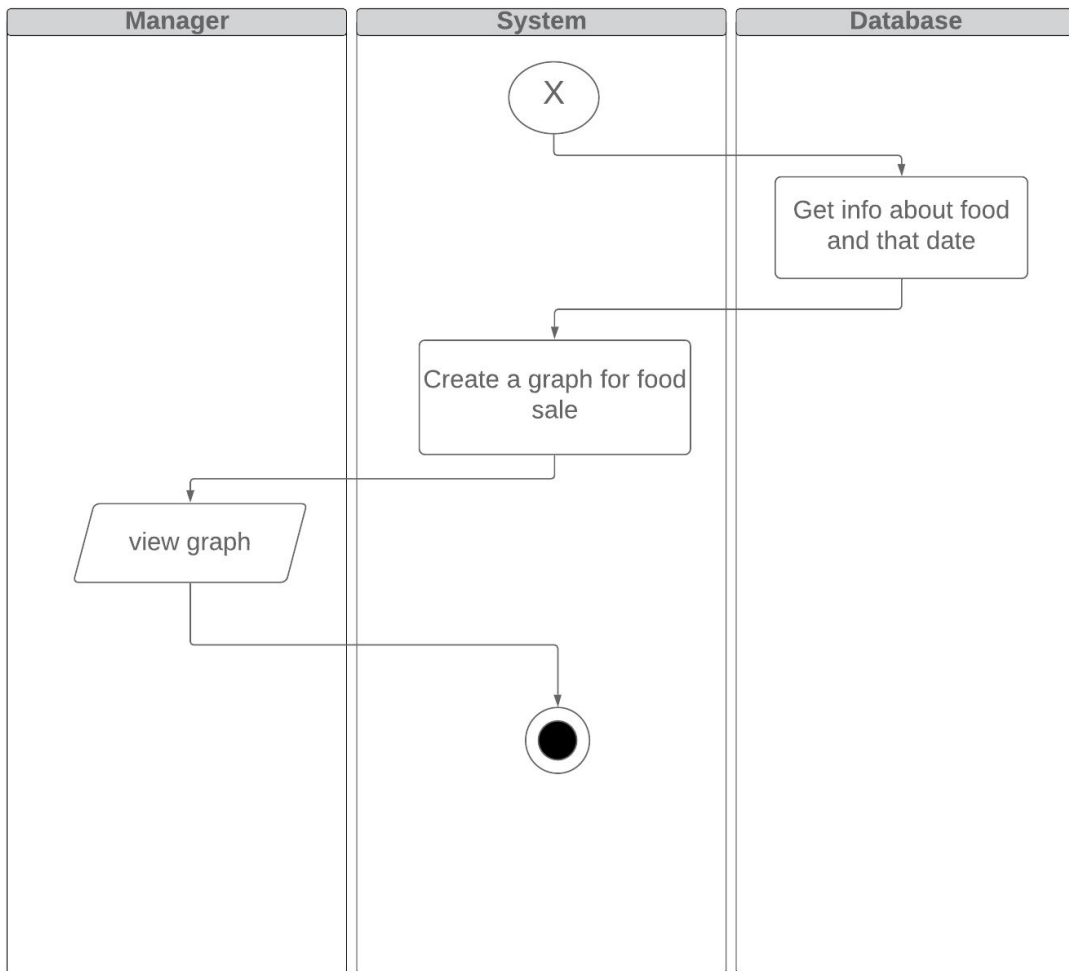 Manager
System
Database
X
Get info about food
and that date
Create a graph for food
sale
view graph